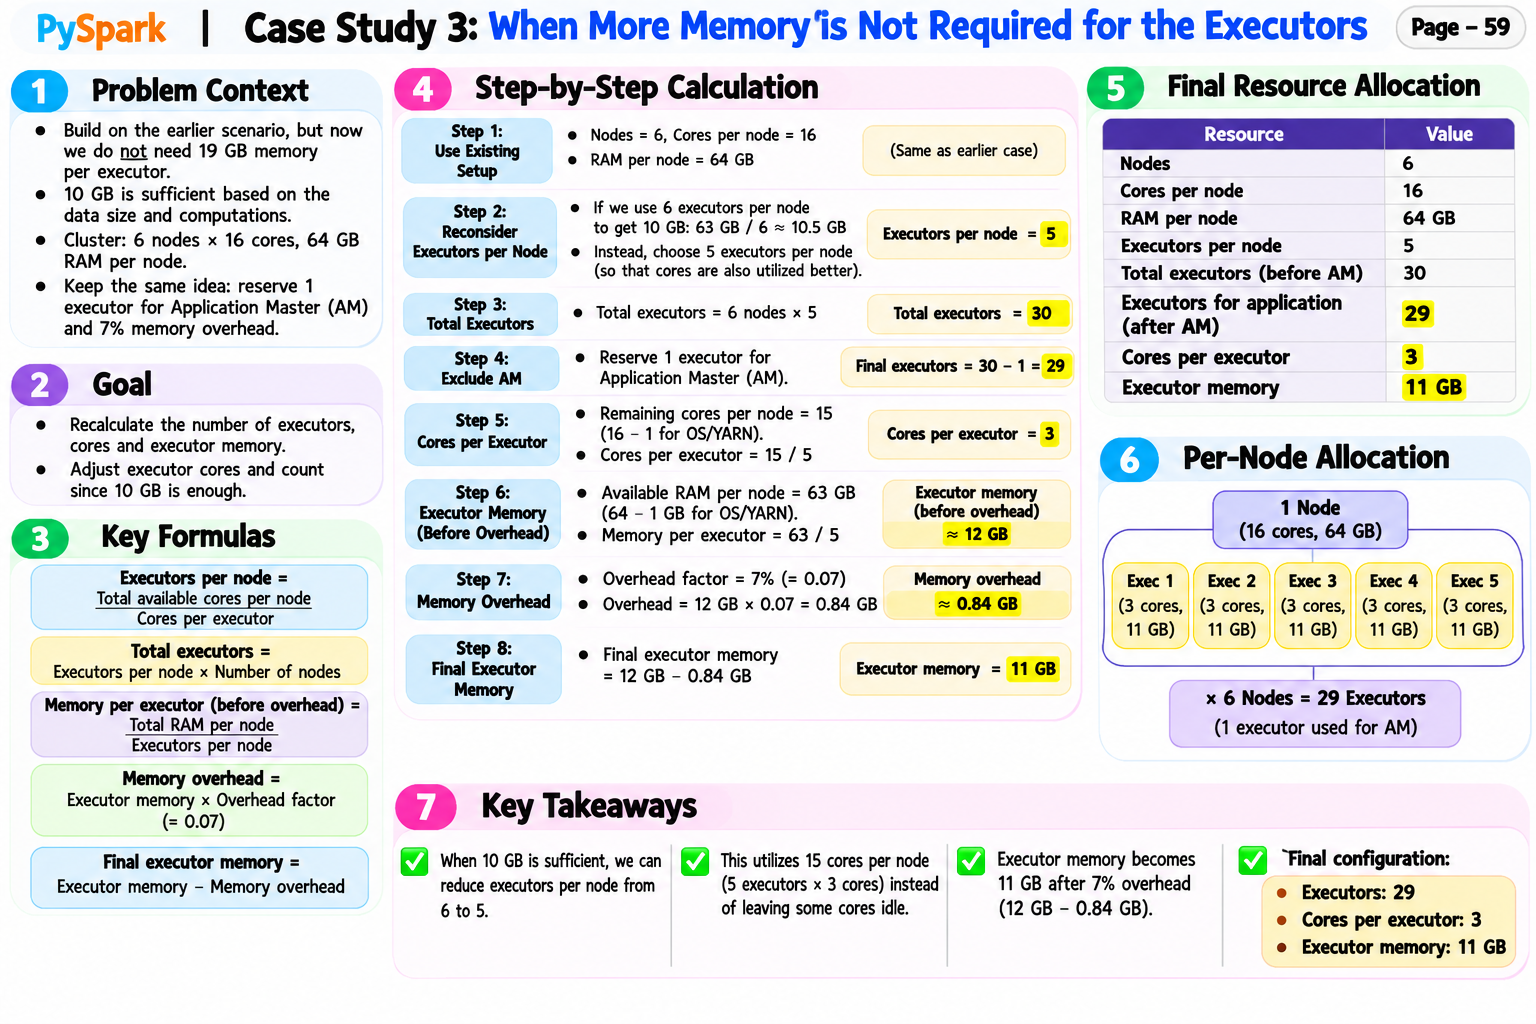 PySpark | Case Study 3: When More Memory is Not Required for the Executors
Page – 59
1 Problem Context
• Build on the earlier scenario, but now
we do not need 19 GB memory
per executor.
• 10 GB is sufficient based on the
data size and computations.
• Cluster: 6 nodes × 16 cores, 64 GB
RAM per node.
• Keep the same idea: reserve 1
executor for Application Master (AM)
and 7% memory overhead.
2 Goal
• Recalculate the number of executors,
cores and executor memory.
• Adjust executor cores and count
since 10 GB is enough.
3 Key Formulas
Executors per node =
Total available cores per node
Cores per executor
Total executors =
Executors per node × Number of nodes
Memory per executor (before overhead) =
Total RAM per node
Executors per node
Memory overhead =
Executor memory × Overhead factor
(= 0.07)
Final executor memory =
Executor memory – Memory overhead
4 Step-by-Step Calculation
Step 1:
Use Existing
Setup
• Nodes = 6, Cores per node = 16
• RAM per node = 64 GB
(Same as earlier case)
Step 2:
Reconsider
Executors per Node
• If we use 6 executors per node
to get 10 GB: 63 GB / 6 ≈ 10.5 GB
• Instead, choose 5 executors per node
(so that cores are also utilized better).
Executors per node = 5
Step 3:
Total Executors
• Total executors = 6 nodes × 5
Total executors = 30
Step 4:
Exclude AM
• Reserve 1 executor for
Application Master (AM).
Final executors = 30 – 1 = 29
Step 5:
Cores per Executor
• Remaining cores per node = 15
(16 – 1 for OS/YARN).
• Cores per executor = 15 / 5
Cores per executor = 3
Step 6:
Executor Memory
(Before Overhead)
• Available RAM per node = 63 GB
(64 – 1 GB for OS/YARN).
• Memory per executor = 63 / 5
Executor memory
(before overhead)
≈ 12 GB
Step 7:
Memory Overhead
• Overhead factor = 7% (= 0.07)
• Overhead = 12 GB × 0.07 = 0.84 GB
Memory overhead
≈ 0.84 GB
Step 8:
Final Executor
Memory
• Final executor memory
= 12 GB – 0.84 GB
Executor memory = 11 GB
5 Final Resource Allocation
Resource Value
Nodes 6
Cores per node 16
RAM per node 64 GB
Executors per node 5
Total executors (before AM) 30
Executors for application
(after AM) 29
Cores per executor 3
Executor memory 11 GB
6 Per-Node Allocation
1 Node
(16 cores, 64 GB)
Exec 1 Exec 2 Exec 3 Exec 4 Exec 5
(3 cores, (3 cores, (3 cores, (3 cores, (3 cores,
11 GB) 11 GB) 11 GB) 11 GB) 11 GB)
× 6 Nodes = 29 Executors
(1 executor used for AM)
7 Key Takeaways
When 10 GB is sufficient, we can
reduce executors per node from
6 to 5.
This utilizes 15 cores per node
(5 executors × 3 cores) instead
of leaving some cores idle.
Executor memory becomes
11 GB after 7% overhead
(12 GB – 0.84 GB).
Final configuration:
• Executors: 29
• Cores per executor: 3
• Executor memory: 11 GB